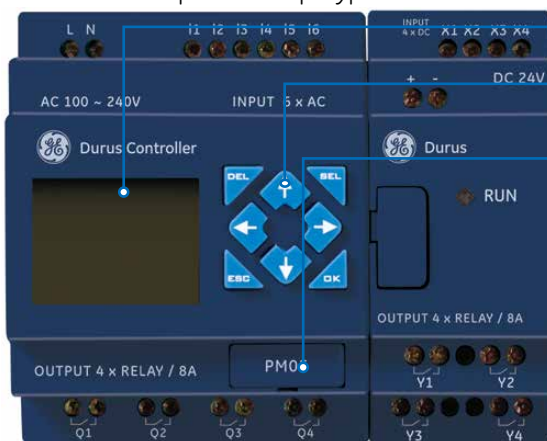 L N
I1 I2 I3 I4 I5 I6
INPUT
4 x DC
X1 X2 X3 X4
+ -
DC 24V
AC 100 ~ 240V
INPUT 6 x AC
GE
Durus Controller
GE
Durus
DEL
SEL
ESC
OK
RUN
OUTPUT 4 x RELAY / 8A
OUTPUT 4 x RELAY / 8A
Y1
Y2
Q1
Q2
Q3
Q4
Y3
Y4